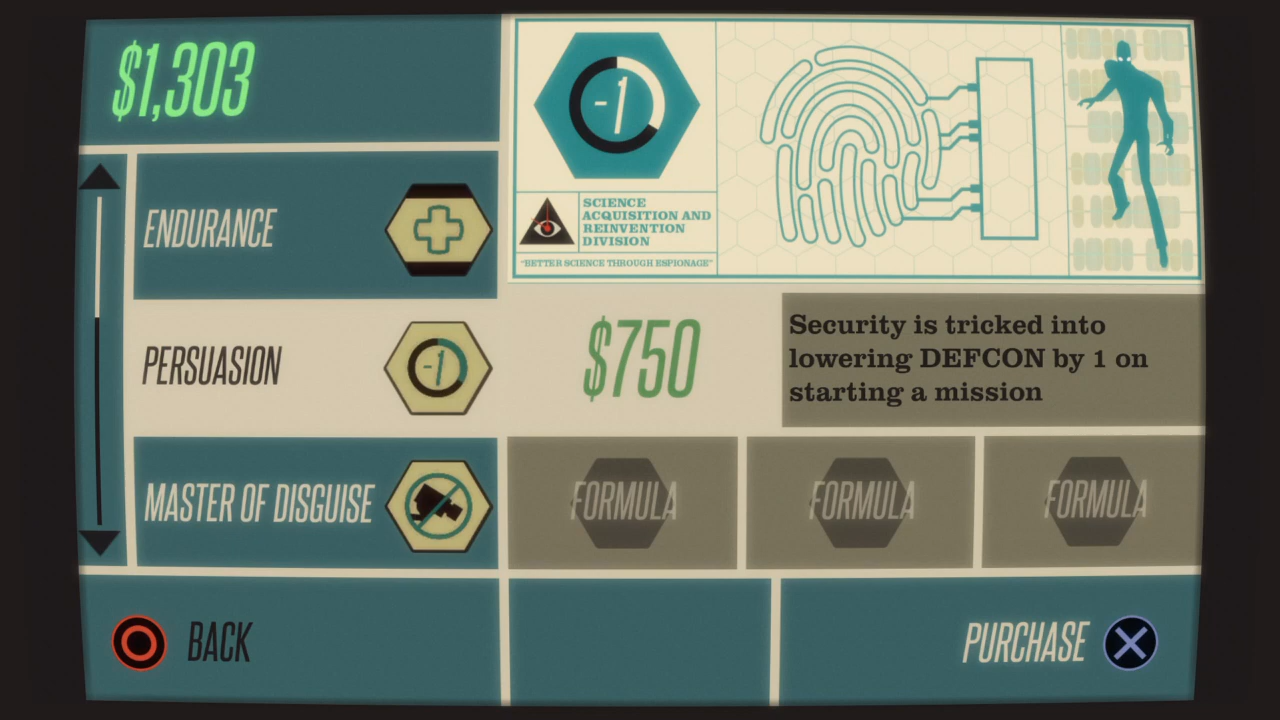 $1,303
-1
SCIENCE
ACQUISITION AND
REINVENTION
DIVISION
"BETTER SCIENCE THROUGH ESPIONAGE"
ENDURANCE
PERSUASION
-1
$750
Security is tricked into
lowering DEFCON by 1 on
starting a mission
MASTER OF DISGUISE
FORMULA
FORMULA
FORMULA
BACK
PURCHASE